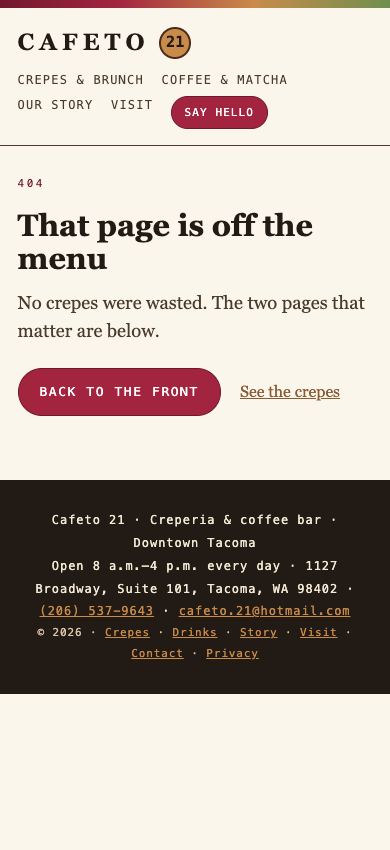 CAFETO 21
CREPES & BRUNCH COFFEE & MATCHA
OUR STORY VISIT SAY HELLO
404
That page is off the
menu
No crepes were wasted. The two pages that
matter are below.
BACK TO THE FRONT See the crepes
Cafeto 21 · Creperia & coffee bar ·
Downtown Tacoma
Open 8 a.m.–4 p.m. every day · 1127
Broadway, Suite 101, Tacoma, WA 98402 ·
(206) 537-9643 · cafeto.21@hotmail.com
© 2026 · Crepes · Drinks · Story · Visit ·
Contact · Privacy